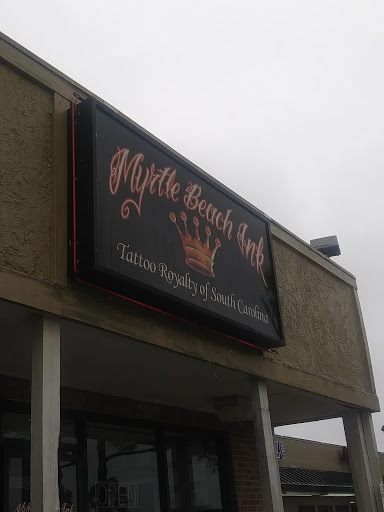 Myrtle Beach Ink
Tattoo Royalty of South Carolina
OPEN